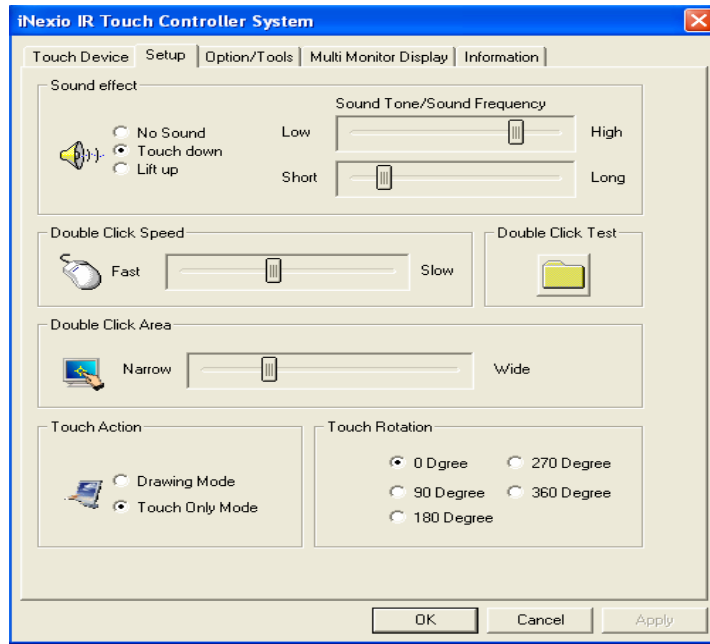 iNexio IR Touch Controller System
Touch Device Setup Option/Tools Multi Monitor Display Information
Sound effect
Sound Tone/Sound Frequency
No Sound
Touch down
Lift up
Low High
Short Long
Double Click Speed
Fast Slow
Double Click Test
Double Click Area
Narrow Wide
Touch Action
Drawing Mode
Touch Only Mode
Touch Rotation
0 Dgree 270 Degree
90 Degree 360 Degree
180 Degree
OK Cancel Apply